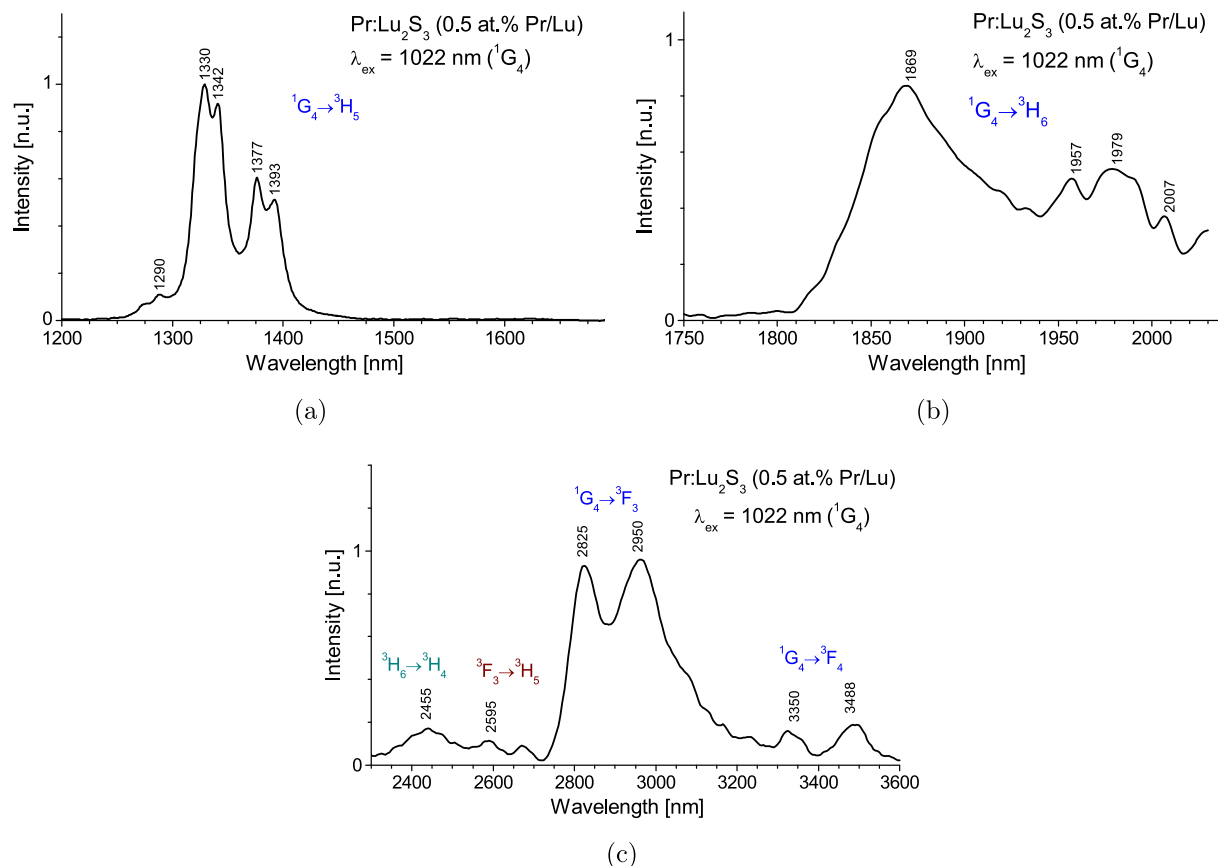 Pr:Lu₂S₃ (0.5 at.% Pr/Lu)
λₑₓ = 1022 nm (¹G₄)
¹G₄→³H₅
1290
1330
1342
1377
1393
Intensity [n.u.]
1
0
1200 1300 1400 1500 1600
Wavelength [nm]
(a)
Pr:Lu₂S₃ (0.5 at.% Pr/Lu)
λₑₓ = 1022 nm (¹G₄)
¹G₄→³H₆
1869
1957
1979
2007
Intensity [n.u.]
1
0
1750 1800 1850 1900 1950 2000
Wavelength [nm]
(b)
Pr:Lu₂S₃ (0.5 at.% Pr/Lu)
λₑₓ = 1022 nm (¹G₄)
¹G₄→³F₃
³H₆→³H₄
³F₃→³H₅
¹G₄→³F₄
2455
2595
2825
2950
3350
3488
Intensity [n.u.]
1
0
2400 2600 2800 3000 3200 3400 3600
Wavelength [nm]
(c)